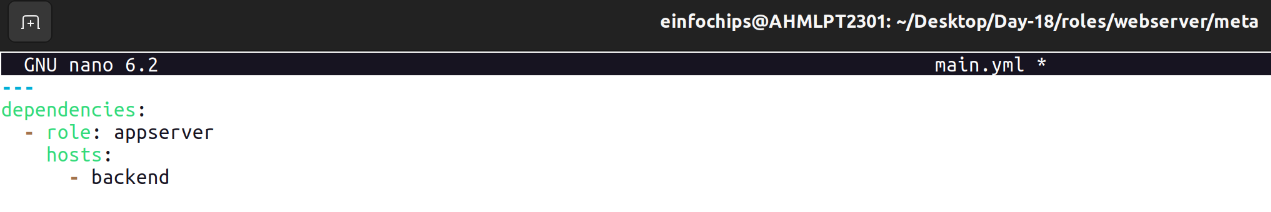 einfochips@AHMLPT2301: ~/Desktop/Day-18/roles/webserver/meta
GNU nano 6.2 main.yml *
---
dependencies:
  - role: appserver
    hosts:
      - backend